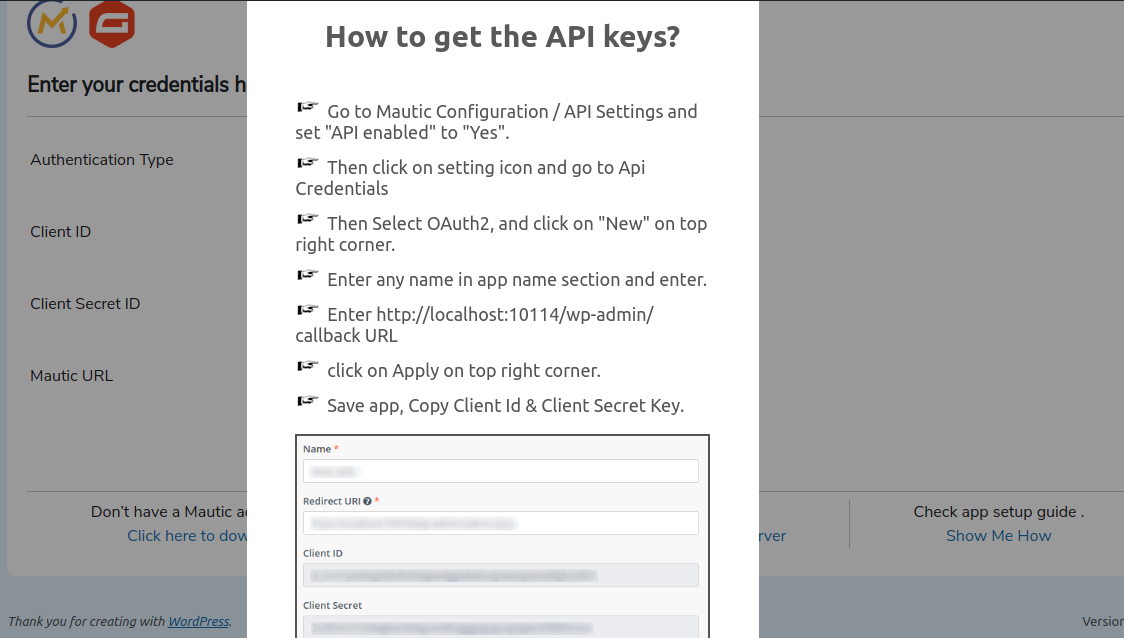 How to get the API keys?
Enter your credentials h
Go to Mautic Configuration / API Settings and
set "API enabled" to "Yes".
Authentication Type
Then click on setting icon and go to Api
Credentials
Then Select OAuth2, and click on "New" on top
right corner.
Client ID
Enter any name in app name section and enter.
Client Secret ID
Enter http://localhost:10114/wp-admin/
callback URL
Mautic URL
click on Apply on top right corner.
Save app, Copy Client Id & Client Secret Key.
Name *
Redirect URI *
Client ID
Client Secret
Don't have a Mautic a
Click here to dow
rver
Check app setup guide .
Show Me How
Thank you for creating with WordPress.
Version